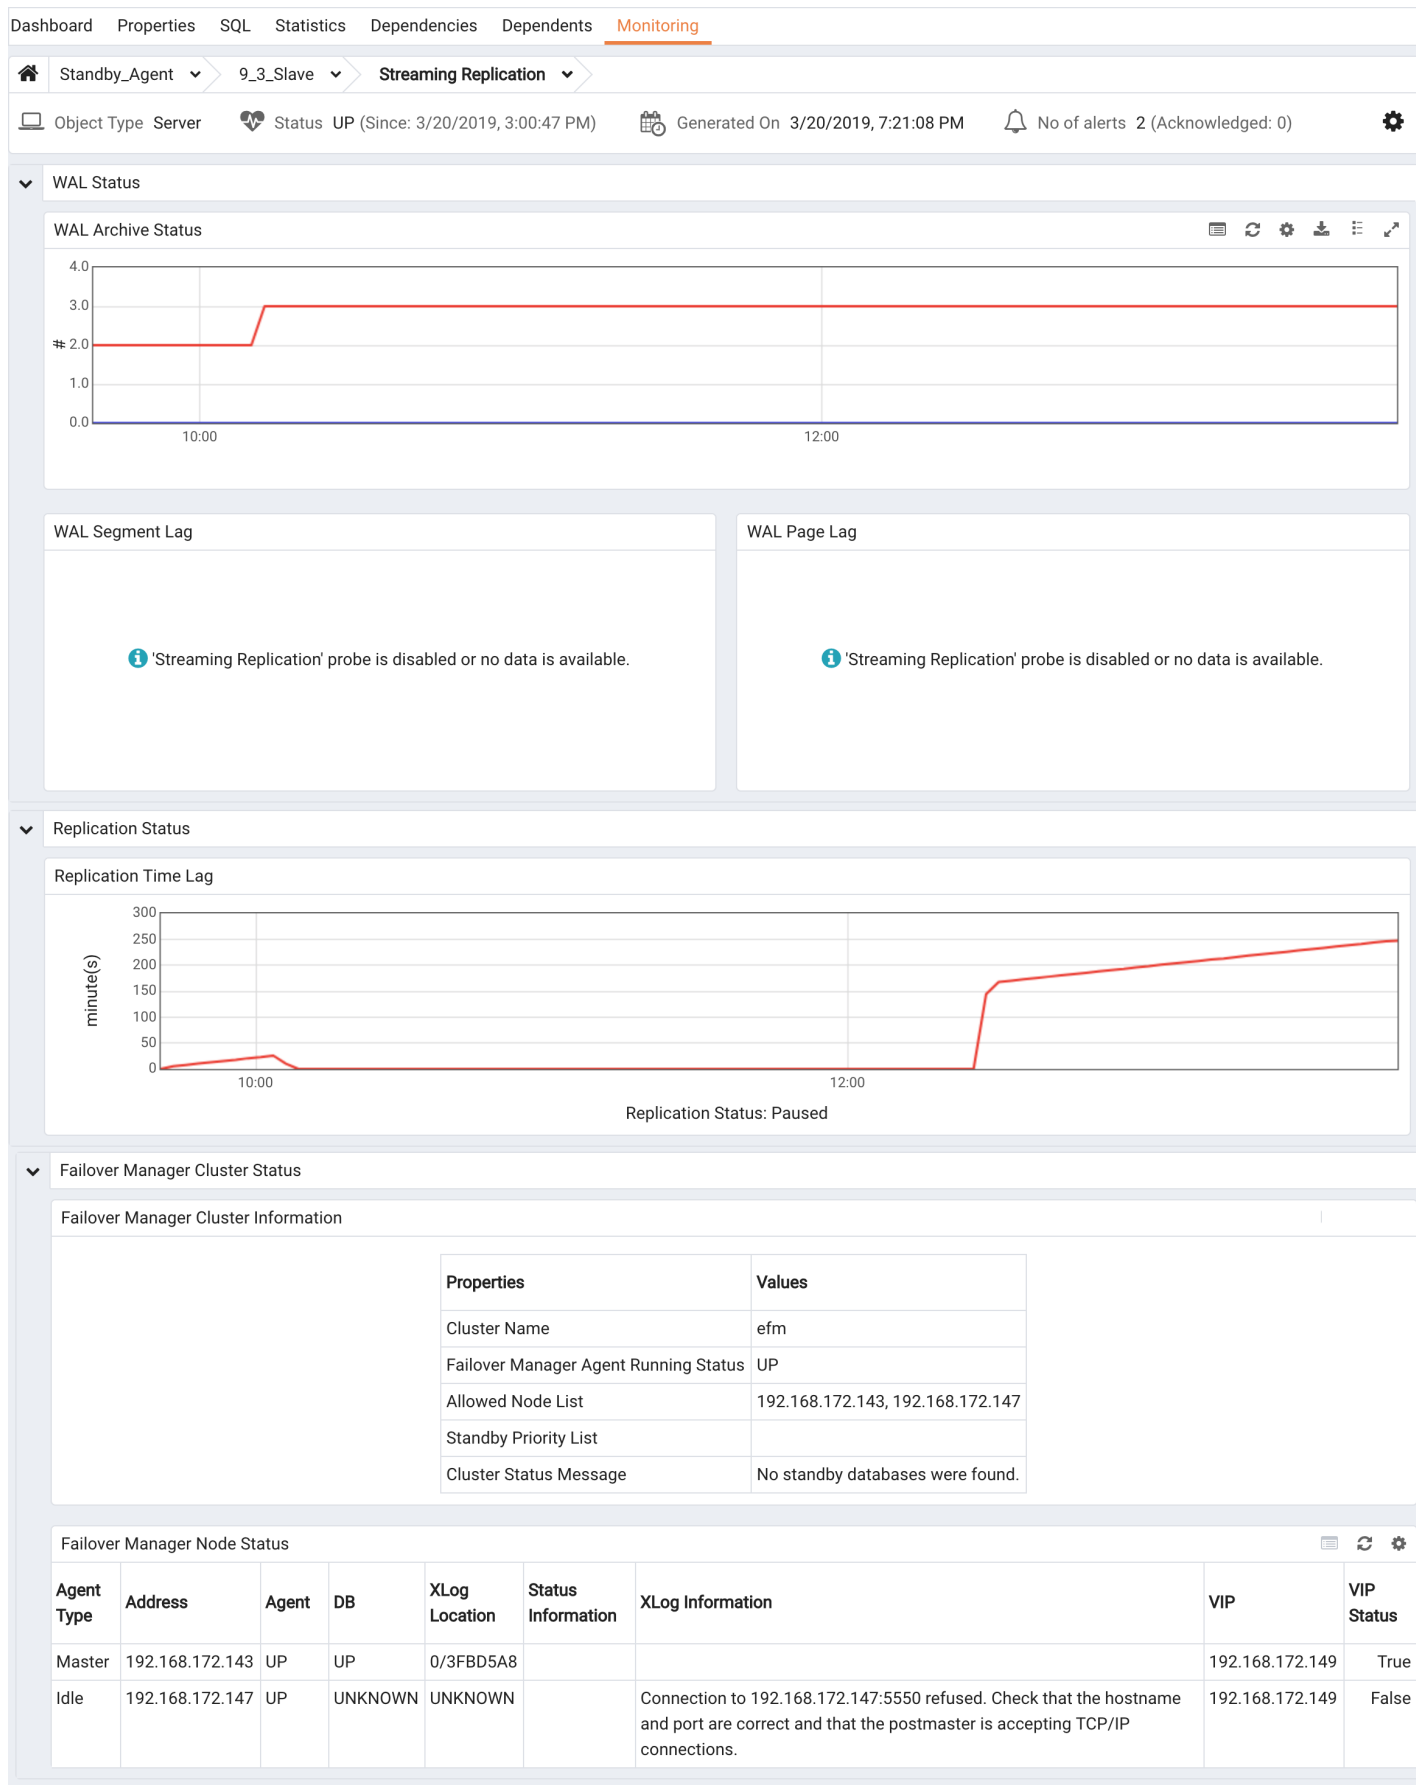 Dashboard Properties SQL Statistics Dependencies Dependents Monitoring
Standby_Agent 9_3_Slave Streaming Replication
Object Type Server Status UP (Since: 3/20/2019, 3:00:47 PM) Generated On 3/20/2019, 7:21:08 PM No of alerts 2 (Acknowledged: 0)
WAL Status
WAL Archive Status
4.0
3.0
# 2.0
1.0
0.0
10:00 12:00
WAL Segment Lag
'Streaming Replication' probe is disabled or no data is available.
WAL Page Lag
'Streaming Replication' probe is disabled or no data is available.
Replication Status
Replication Time Lag
minute(s)
300
250
200
150
100
50
0
10:00 12:00
Replication Status: Paused
Failover Manager Cluster Status
Failover Manager Cluster Information
Properties Values
Cluster Name efm
Failover Manager Agent Running Status UP
Allowed Node List 192.168.172.143, 192.168.172.147
Standby Priority List
Cluster Status Message No standby databases were found.
Failover Manager Node Status
Agent Type Address Agent DB XLog Location Status Information XLog Information VIP VIP Status
Master 192.168.172.143 UP UP 0/3FBD5A8 192.168.172.149 True
Idle 192.168.172.147 UP UNKNOWN UNKNOWN Connection to 192.168.172.147:5550 refused. Check that the hostname and port are correct and that the postmaster is accepting TCP/IP connections. 192.168.172.149 False